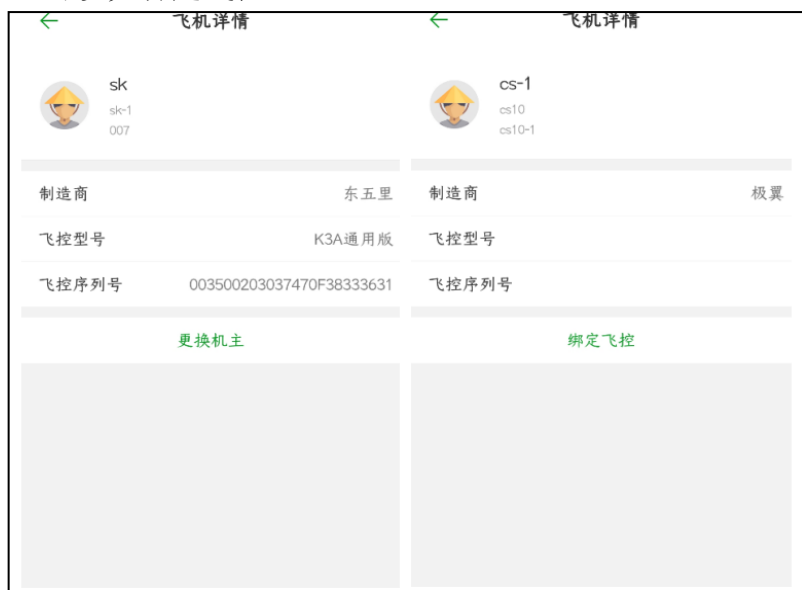 飞机详情
sk
sk-1
007
制造商 东五里
飞控型号 K3A通用版
飞控序列号 003500203037470F38333631
更换机主
飞机详情
cs-1
cs10
cs10-1
制造商 极翼
飞控型号
飞控序列号
绑定飞控